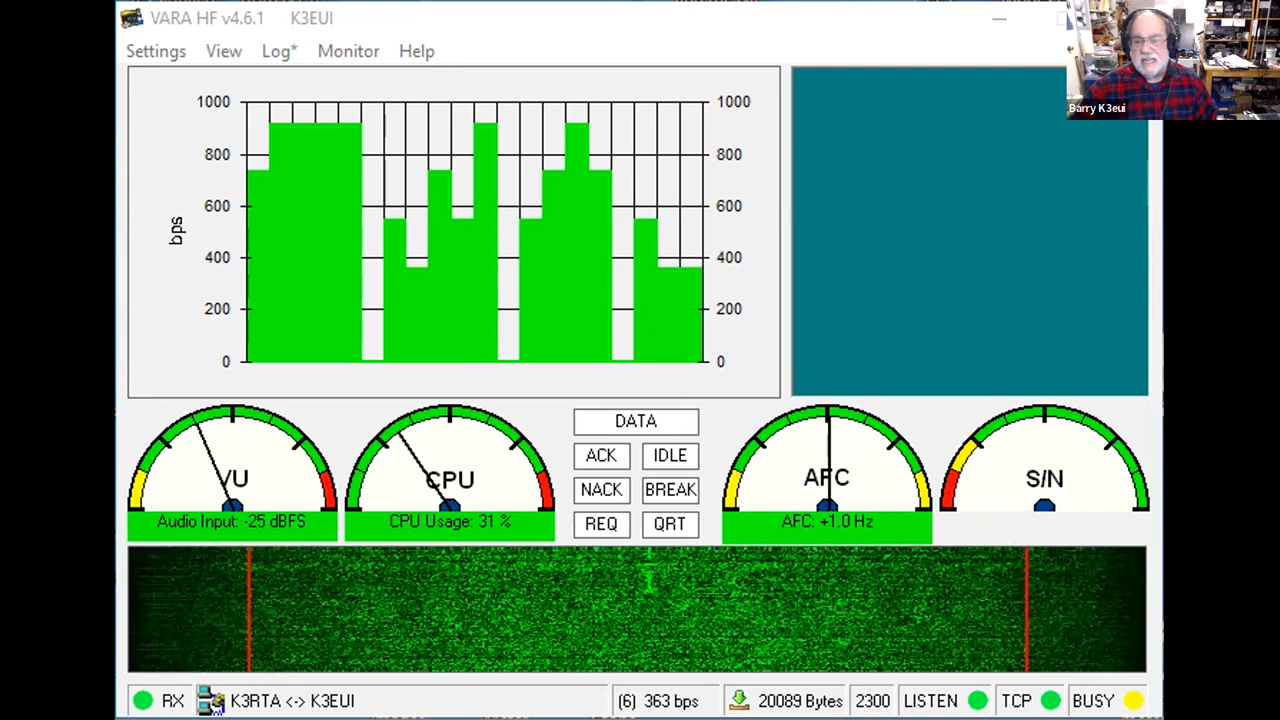 VARA HF v4.6.1 K3EUI
Settings View Log* Monitor Help
Barry K3eui
1000 1000
800 800
600 600
bps
400 400
200 200
0 0
DATA
ACK IDLE
NACK BREAK
REQ QRT
VU CPU AFC S/N
Audio Input: -25 dBFS CPU Usage: 31 % AFC: +1.0 Hz
RX K3RTA <-> K3EUI (6) 363 bps 20089 Bytes 2300 LISTEN TCP BUSY